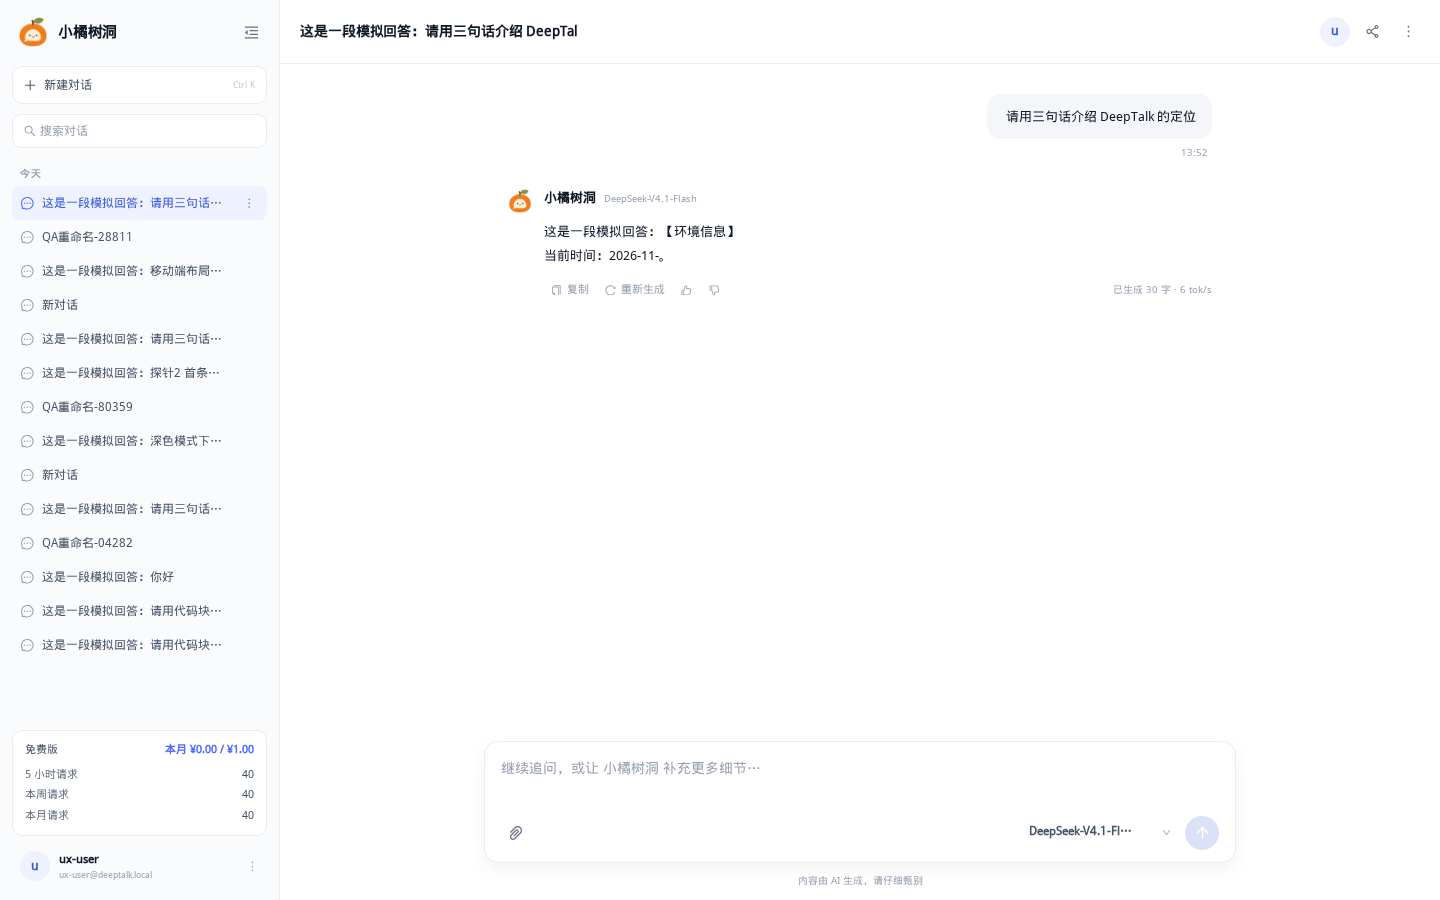 小橘树洞
新建对话
Ctrl K
搜索对话
今天
这是一段模拟回答：请用三句话…
QA重命名-28811
这是一段模拟回答：移动端布局…
新对话
这是一段模拟回答：请用三句话…
这是一段模拟回答：探针2 首条…
QA重命名-80359
这是一段模拟回答：深色模式下…
新对话
这是一段模拟回答：请用三句话…
QA重命名-04282
这是一段模拟回答：你好
这是一段模拟回答：请用代码块…
这是一段模拟回答：请用代码块…
免费版 本月 ¥0.00 / ¥1.00
5 小时请求 40
本周请求 40
本月请求 40
u
ux-user
ux-user@deeptalk.local
这是一段模拟回答：请用三句话介绍 DeepTal
u
请用三句话介绍 DeepTalk 的定位
13:52
小橘树洞 DeepSeek-V4.1-Flash
这是一段模拟回答：【环境信息】
当前时间：2026-11-。
复制 重新生成 已生成 30 字 · 6 tok/s
继续追问，或让 小橘树洞 补充更多细节…
DeepSeek-V4.1-Fl…
内容由 AI 生成，请仔细甄别